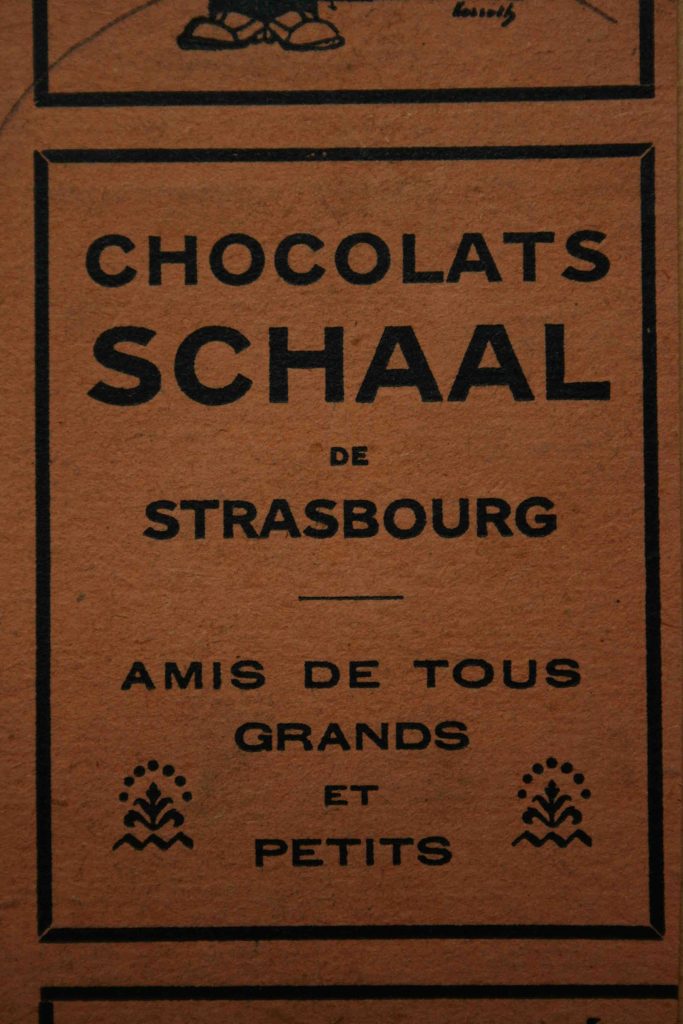 CHOCOLATS
SCHAAL
DE
STRASBOURG
AMIS DE TOUS
GRANDS
ET
PETITS